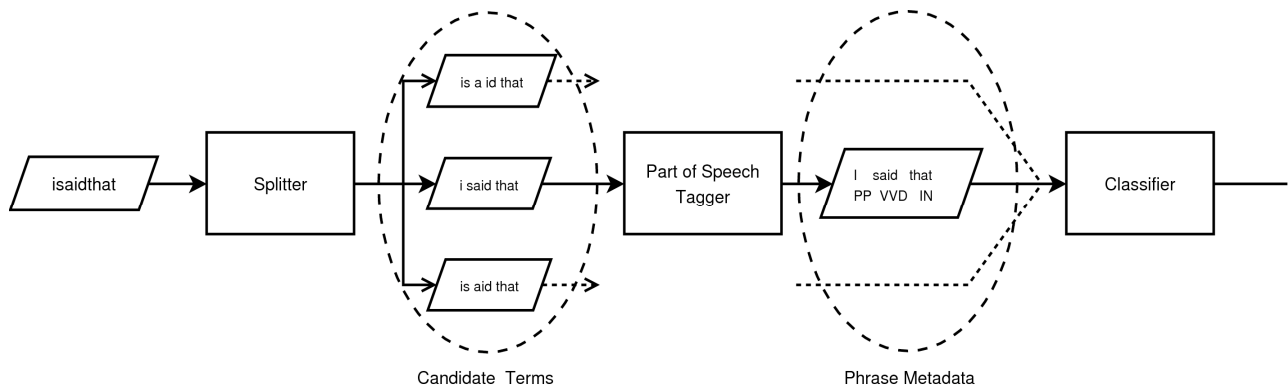 isaidthat
Splitter
is a id that
i said that
is aid that
Candidate Terms
Part of Speech
Tagger
I said that
PP VVD IN
Phrase Metadata
Classifier